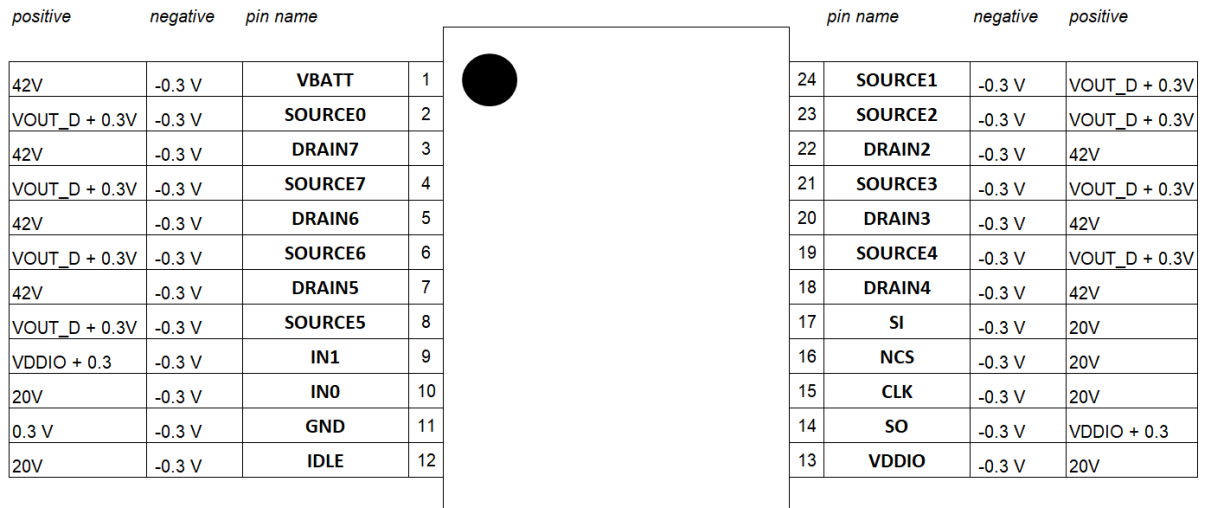 positive negative pin name pin name negative positive
42V -0.3 V VBATT 1 24 SOURCE1 -0.3 V VOUT_D + 0.3V
VOUT_D + 0.3V -0.3 V SOURCE0 2 23 SOURCE2 -0.3 V VOUT_D + 0.3V
42V -0.3 V DRAIN7 3 22 DRAIN2 -0.3 V 42V
VOUT_D + 0.3V -0.3 V SOURCE7 4 21 SOURCE3 -0.3 V VOUT_D + 0.3V
42V -0.3 V DRAIN6 5 20 DRAIN3 -0.3 V 42V
VOUT_D + 0.3V -0.3 V SOURCE6 6 19 SOURCE4 -0.3 V VOUT_D + 0.3V
42V -0.3 V DRAIN5 7 18 DRAIN4 -0.3 V 42V
VOUT_D + 0.3V -0.3 V SOURCE5 8 17 SI -0.3 V 20V
VDDIO + 0.3 -0.3 V IN1 9 16 NCS -0.3 V 20V
20V -0.3 V IN0 10 15 CLK -0.3 V 20V
0.3 V -0.3 V GND 11 14 SO -0.3 V VDDIO + 0.3
20V -0.3 V IDLE 12 13 VDDIO -0.3 V 20V